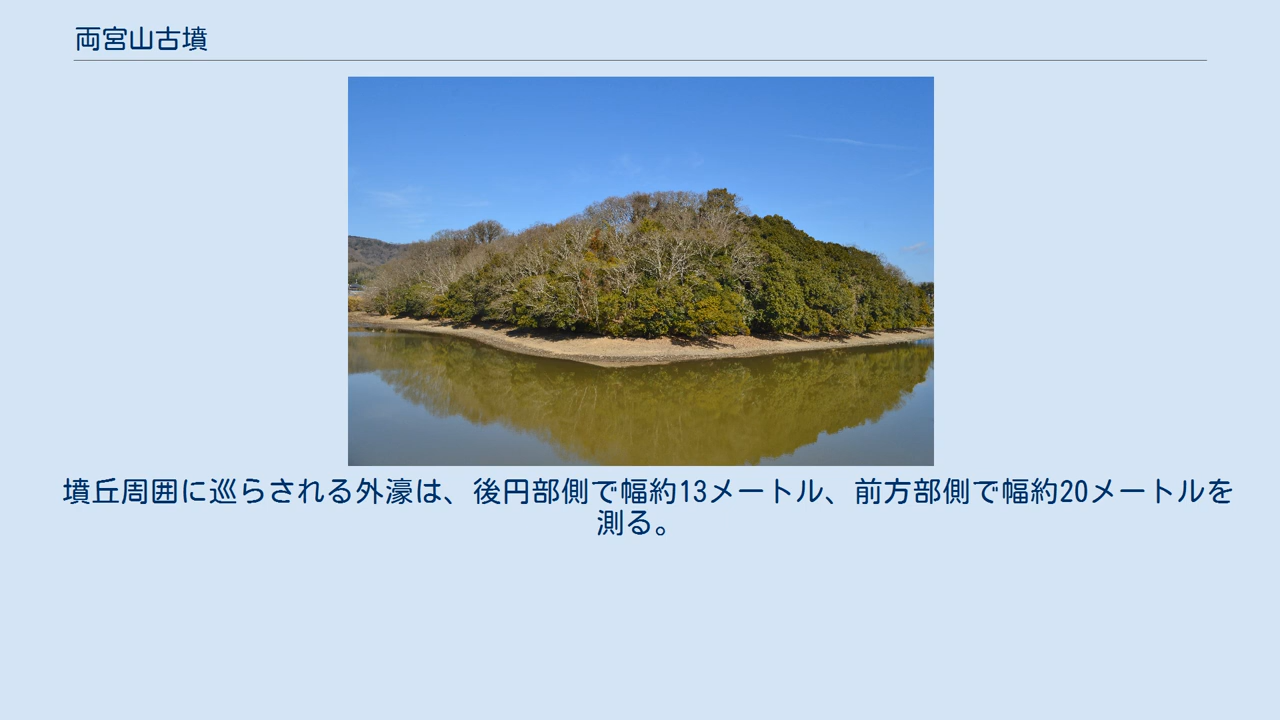 両宮山古墳
墳丘周囲に巡らされる外濠は、後円部側で幅約13メートル、前方部側で幅約20メートルを
測る。